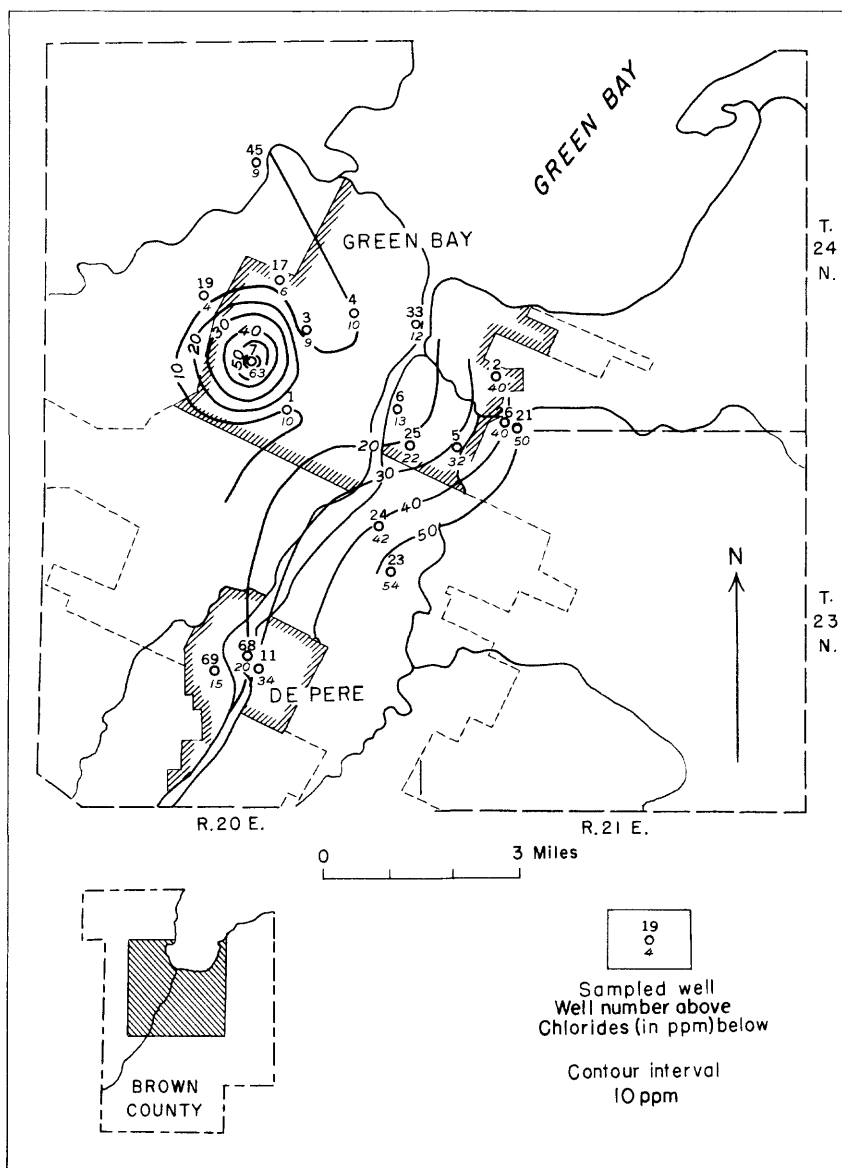 GREEN BAY
45
9
GREEN BAY
T.
24
N.
17
6
19
4
3
9
4
10
33
12
10
20
30
40
50
7
63
2
40
1
10
6
13
26
40
21
50
20
25
22
5
32
30
24
42
40
50
23
54
N
T.
23
N.
68
20
11
34
69
15
DE PERE
R.20 E.
R.21 E.
0
3 Miles
19
4
Sampled well
Well number above
Chlorides (in ppm) below
Contour interval
10 ppm
BROWN
COUNTY